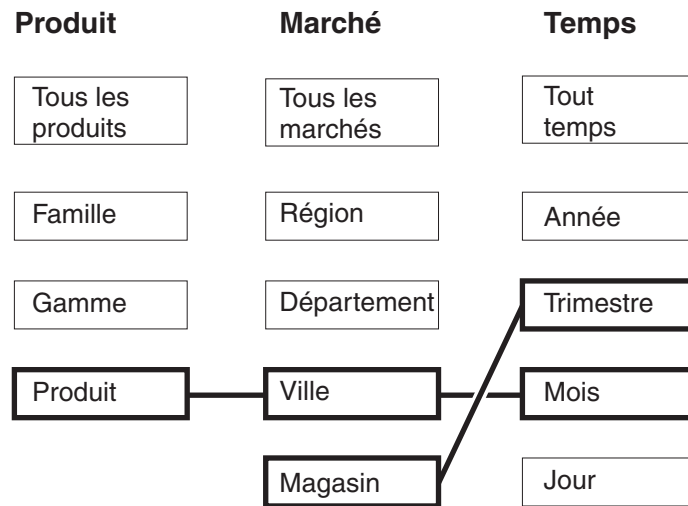 Produit Marché Temps
Tous les
produits
Tous les
marchés
Tout
temps
Famille Région Année
Gamme Département Trimestre
Produit Ville Mois
Magasin Jour